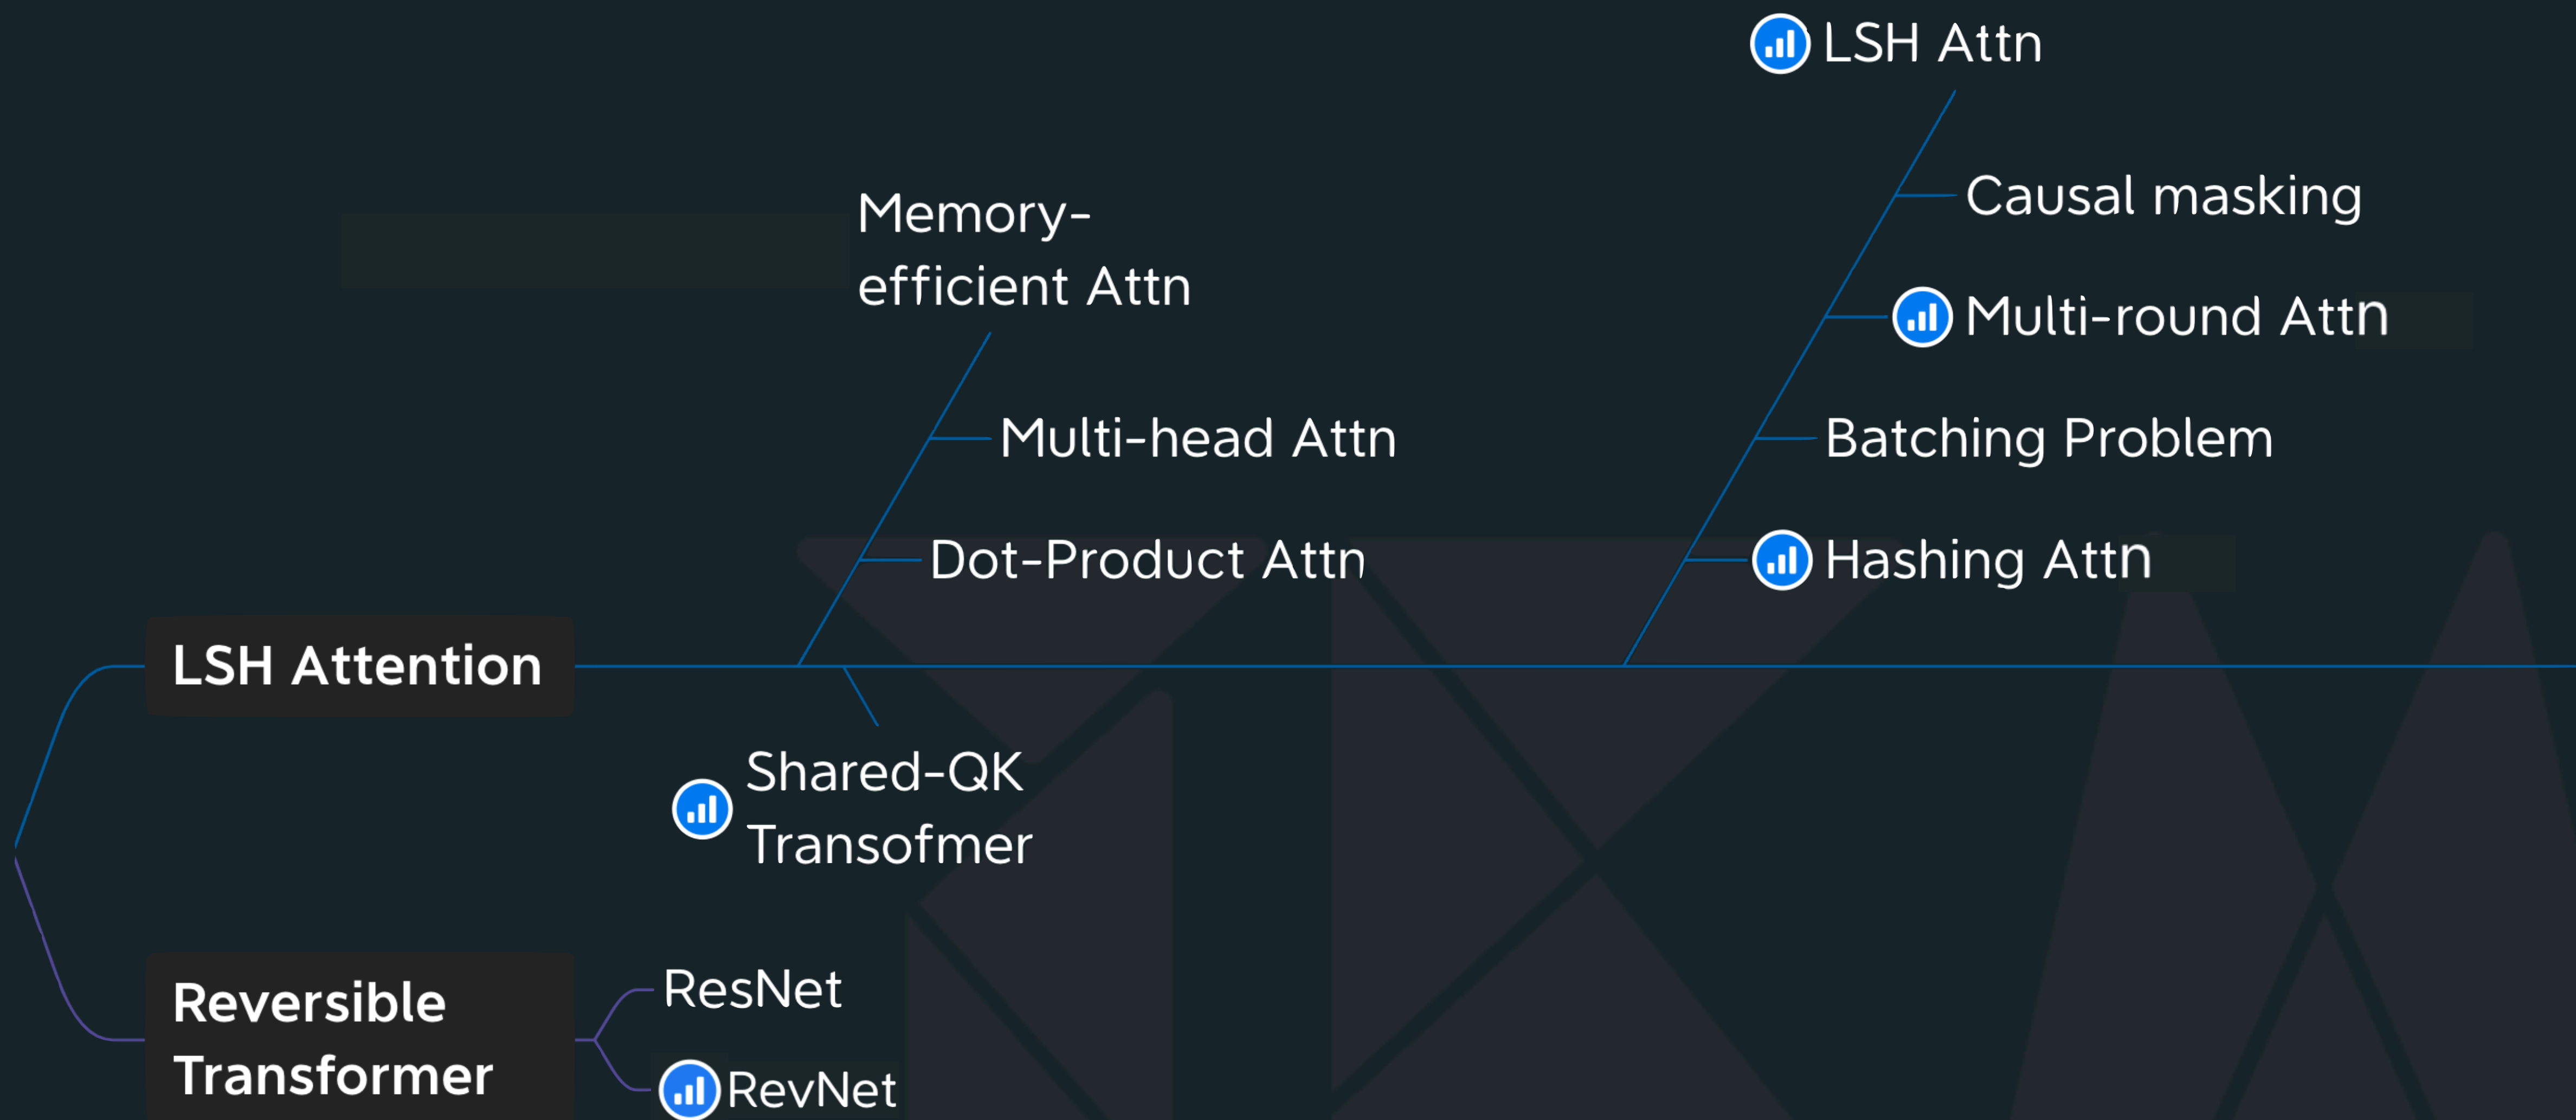 LSH Attn
Causal masking
Memory-
efficient Attn
Multi-round Attn
Multi-head Attn
Batching Problem
Dot-Product Attn
Hashing Attn
LSH Attention
Shared-QK
Transofmer
ResNet
Reversible
Transformer
RevNet